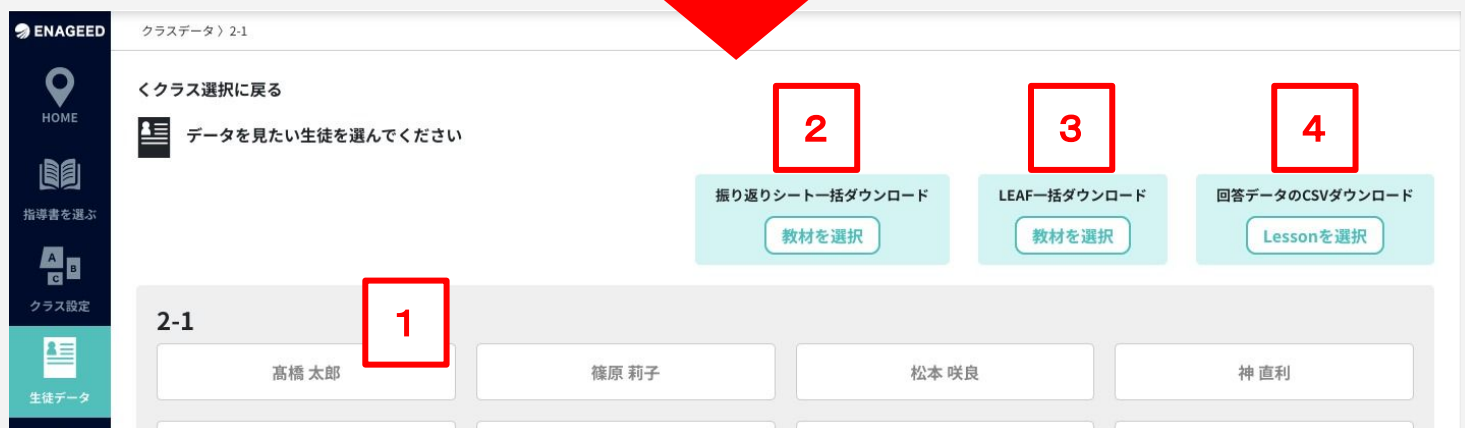 ENAGEED
クラスデータ 〉 2-1
HOME
指導書を選ぶ
A
B
C
クラス設定
生徒データ
くクラス選択に戻る
データを見たい生徒を選んでください
2
3
4
振り返りシート一括ダウンロード
教材を選択
LEAF一括ダウンロード
教材を選択
回答データのCSVダウンロード
Lessonを選択
2-1
1
髙橋 太郎
篠原 莉子
松本 咲良
神 直利